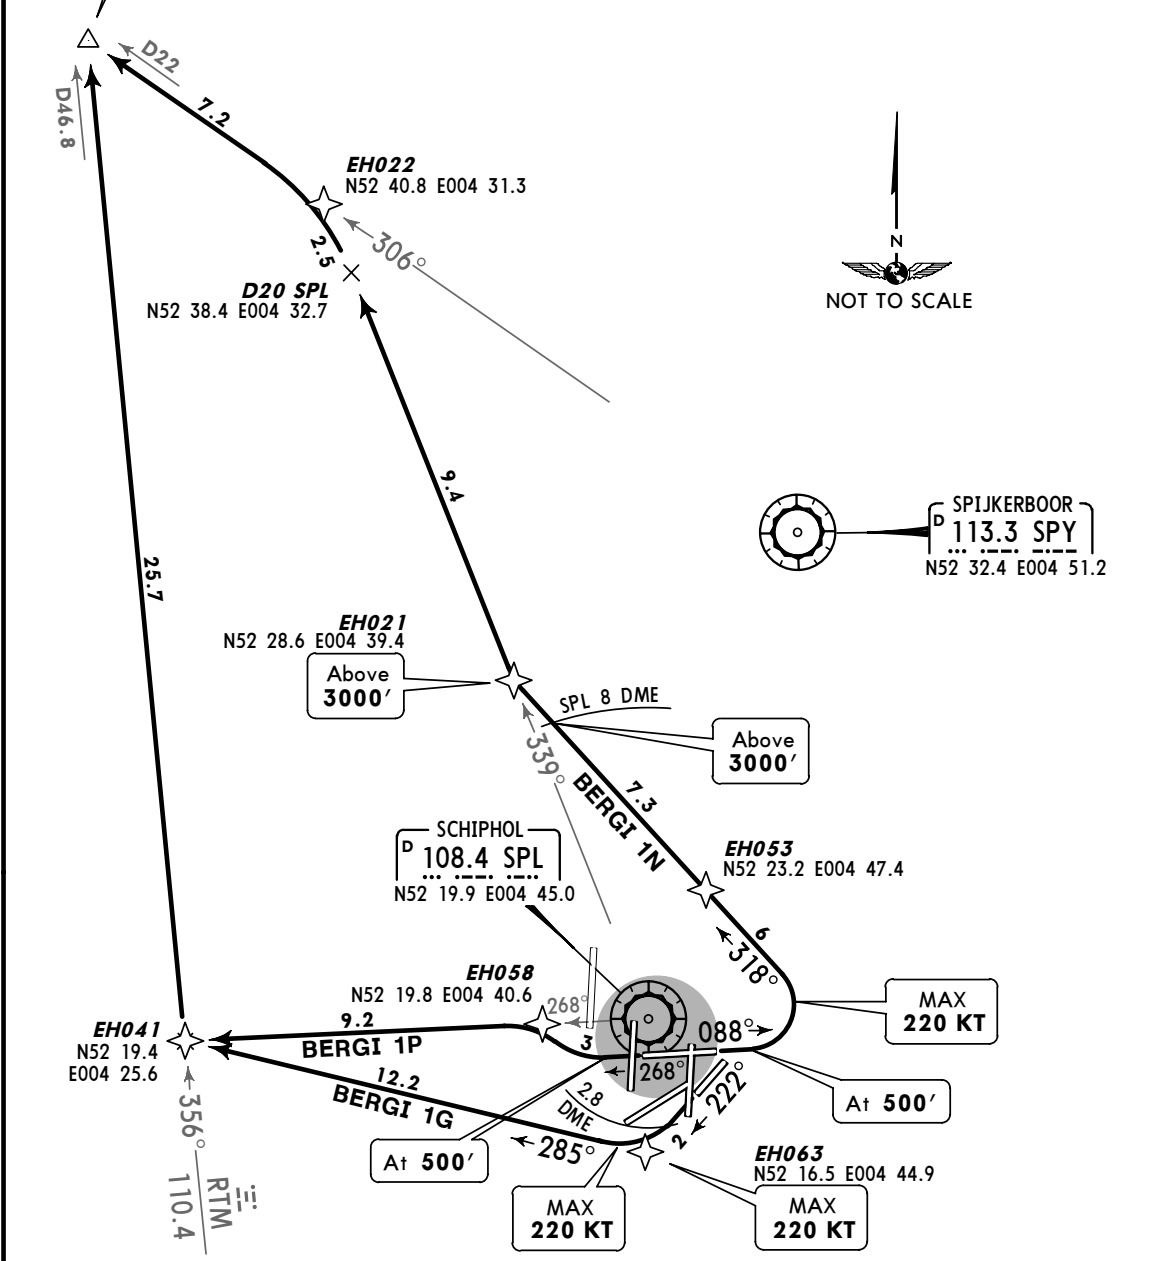 D22
D46.8
7.2
EH022
N52 40.8 E004 31.3
2.5
306°
N
NOT TO SCALE
D20 SPL
N52 38.4 E004 32.7
9.4
SPIJKERBOOR
D 113.3 SPY
N52 32.4 E004 51.2
25.7
EH021
N52 28.6 E004 39.4
Above
3000′
SPL 8 DME
339°
Above
3000′
7.3
BERGI 1N
SCHIPHOL
D 108.4 SPL
N52 19.9 E004 45.0
EH053
N52 23.2 E004 47.4
6
318°
EH058
N52 19.8 E004 40.6
268°
MAX
220 KT
EH041
N52 19.4
E004 25.6
9.2
BERGI 1P
3
088°
268°
12.2
BERGI 1G
2.8
DME
222°
At 500′
At 500′
285°
2
356°
RTM
110.4
EH063
N52 16.5 E004 44.9
MAX
220 KT
MAX
220 KT